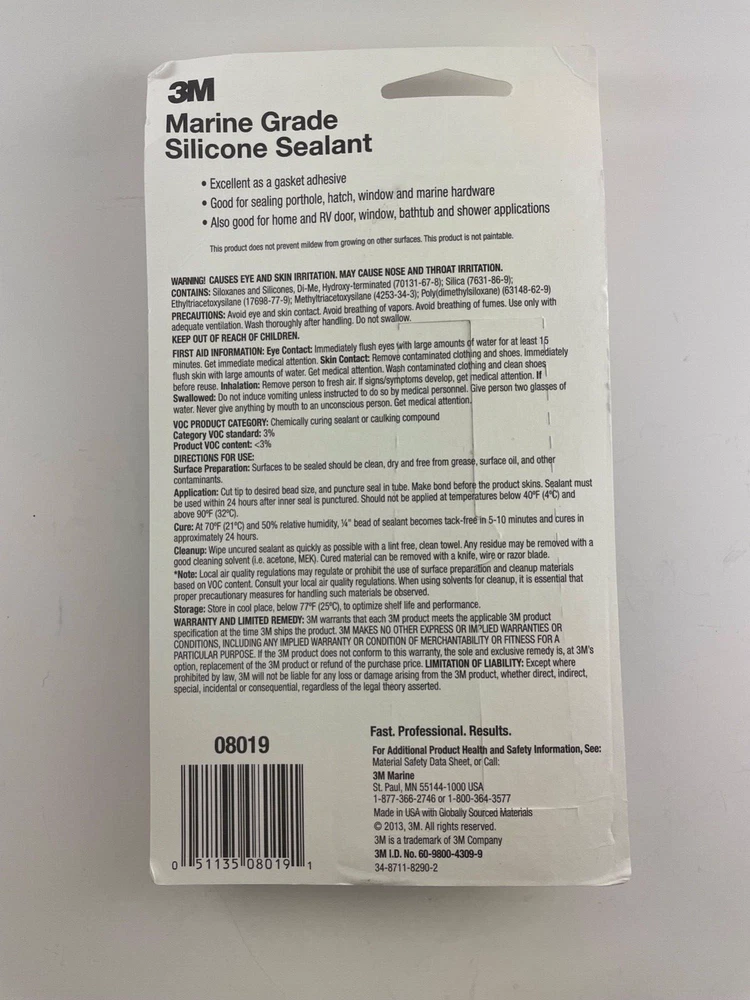 3M
Marine Grade
Silicone Sealant
• Excellent as a gasket adhesive
• Good for sealing porthole, hatch, window and marine hardware
• Also good for home and RV door, window, bathtub and shower applications
This product does not prevent mildew from growing on other surfaces. This product is not paintable.
WARNING! CAUSES EYE AND SKIN IRRITATION. MAY CAUSE NOSE AND THROAT IRRITATION.
CONTAINS: Siloxanes and Silicones, Di-Me, Hydroxy-terminated (70131-67-8); Silica (7631-86-9);
Ethyltriacetoxysilane (17698-77-9); Methyltriacetoxysilane (4253-34-3); Poly(dimethylsiloxane) (63148-62-9)
PRECAUTIONS: Avoid eye and skin contact. Avoid breathing of vapors. Avoid breathing of fumes. Use only with
adequate ventilation. Wash thoroughly after handling. Do not swallow.
KEEP OUT OF REACH OF CHILDREN.
FIRST AID INFORMATION: Eye Contact: Immediately flush eyes with large amounts of water for at least 15
minutes. Get immediate medical attention. Skin Contact: Remove contaminated clothing and shoes. Immediately
flush skin with large amounts of water. Get medical attention. Wash contaminated clothing and clean shoes
before reuse. Inhalation: Remove person to fresh air. If signs/symptoms develop, get medical attention. If
Swallowed: Do not induce vomiting unless instructed to do so by medical personnel. Give person two glasses of
water. Never give anything by mouth to an unconscious person. Get medical attention.
VOC PRODUCT CATEGORY: Chemically curing sealant or caulking compound
Category VOC standard: 3%
Product VOC content: <3%
DIRECTIONS FOR USE:
Surface Preparation: Surfaces to be sealed should be clean, dry and free from grease, surface oil, and other
contaminants.
Application: Cut tip to desired bead size, and puncture seal in tube. Make bond before the product skins. Sealant must
be used within 24 hours after inner seal is punctured. Should not be applied at temperatures below 40ºF (4ºC) and
above 90ºF (32ºC).
Cure: At 70ºF (21ºC) and 50% relative humidity, ¼" bead of sealant becomes tack-free in 5-10 minutes and cures in
approximately 24 hours.
Cleanup: Wipe uncured sealant as quickly as possible with a lint free, clean towel. Any residue may be removed with a
good cleaning solvent (i.e. acetone, MEK). Cured material can be removed with a knife, wire or razor blade.
*Note: Local air quality regulations may regulate or prohibit the use of surface preparation and cleanup materials
based on VOC content. Consult your local air quality regulations. When using solvents for cleanup, it is essential that
proper precautionary measures for handling such materials be observed.
Storage: Store in cool place, below 77ºF (25ºC), to optimize shelf life and performance.
WARRANTY AND LIMITED REMEDY: 3M warrants that each 3M product meets the applicable 3M product
specification at the time 3M ships the product. 3M MAKES NO OTHER EXPRESS OR IMPLIED WARRANTIES OR
CONDITIONS, INCLUDING ANY IMPLIED WARRANTY OR CONDITION OF MERCHANTABILITY OR FITNESS FOR A
PARTICULAR PURPOSE. If the 3M product does not conform to this warranty, the sole and exclusive remedy is, at 3M's
option, replacement of the 3M product or refund of the purchase price. LIMITATION OF LIABILITY: Except where
prohibited by law, 3M will not be liable for any loss or damage arising from the 3M product, whether direct, indirect,
special, incidental or consequential, regardless of the legal theory asserted.
08019
0 51135 08019 1
Fast. Professional. Results.
For Additional Product Health and Safety Information, See:
Material Safety Data Sheet, or Call:
3M Marine
St. Paul, MN 55144-1000 USA
1-877-366-2746 or 1-800-364-3577
Made in USA with Globally Sourced Materials
© 2013, 3M. All rights reserved.
3M is a trademark of 3M Company
3M I.D. No. 60-9800-4309-9
34-8711-8290-2